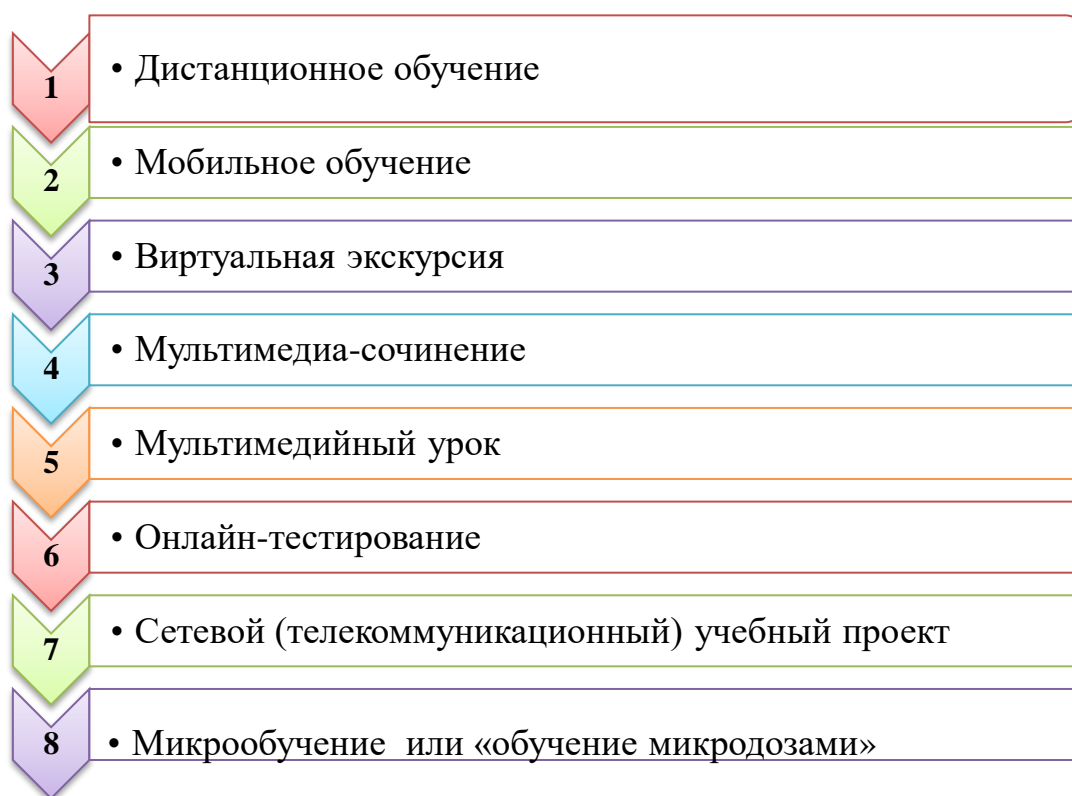 1 • Дистанционное обучение
2 • Мобильное обучение
3 • Виртуальная экскурсия
4 • Мультимедиа-сочинение
5 • Мультимедийный урок
6 • Онлайн-тестирование
7 • Сетевой (телекоммуникационный) учебный проект
8 • Микрообучение или «обучение микродозами»